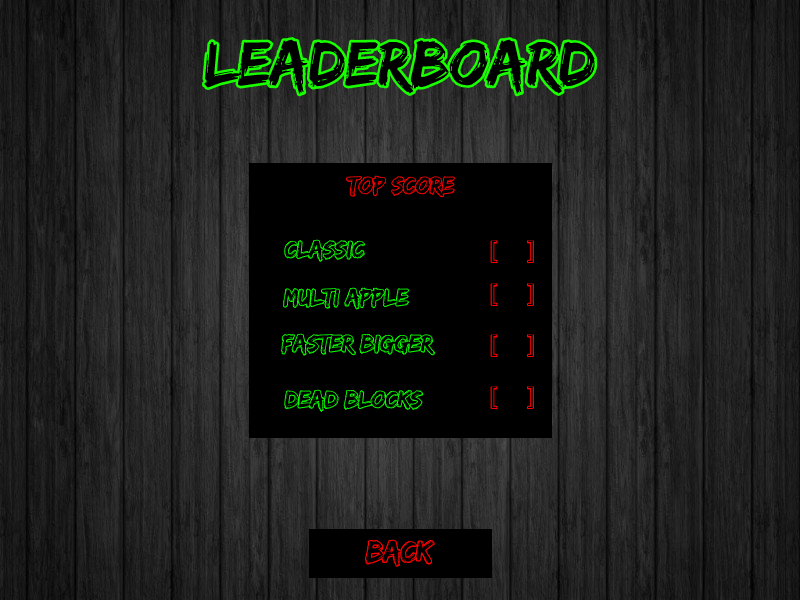 LEADERBOARD
TOP SCORE
CLASSIC [ ]
MULTI APPLE [ ]
FASTER BIGGER [ ]
DEAD BLOCKS [ ]
BACK